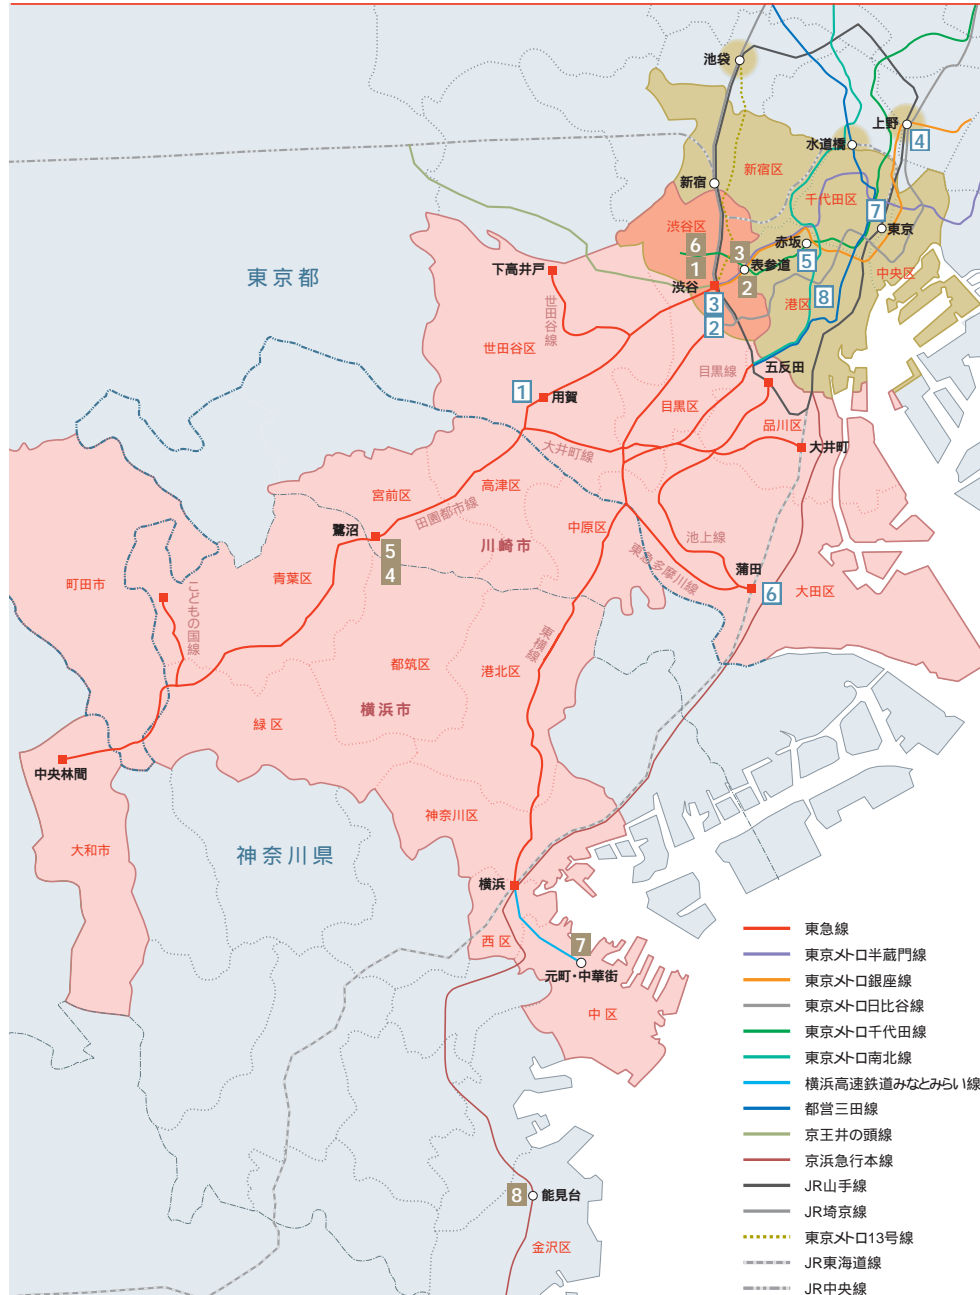 池袋
上野
4
水道橋
新宿区
新宿
千代田区
7
東京
渋谷区
6
1
3
2
表参道
赤坂
5
中央区
渋谷
3
2
港区
8
下高井戸
東京都
世田谷線
世田谷区
目黒線
五反田
1
用賀
目黒区
品川区
大井町線
大井町
宮前区
高津区
田園都市線
中原区
鷺沼
5
4
川崎市
池上線
東急多摩川線
蒲田
6
大田区
町田市
こどもの国線
青葉区
東横線
都筑区
港北区
横浜市
緑区
中央林間
神奈川区
大和市
神奈川県
横浜
西区
7
元町・中華街
中区
8
能見台
金沢区
東急線
東京メトロ半蔵門線
東京メトロ銀座線
東京メトロ日比谷線
東京メトロ千代田線
東京メトロ南北線
横浜高速鉄道みなとみらい線
都営三田線
京王井の頭線
京浜急行本線
JR山手線
JR埼京線
東京メトロ13号線
JR東海道線
JR中央線